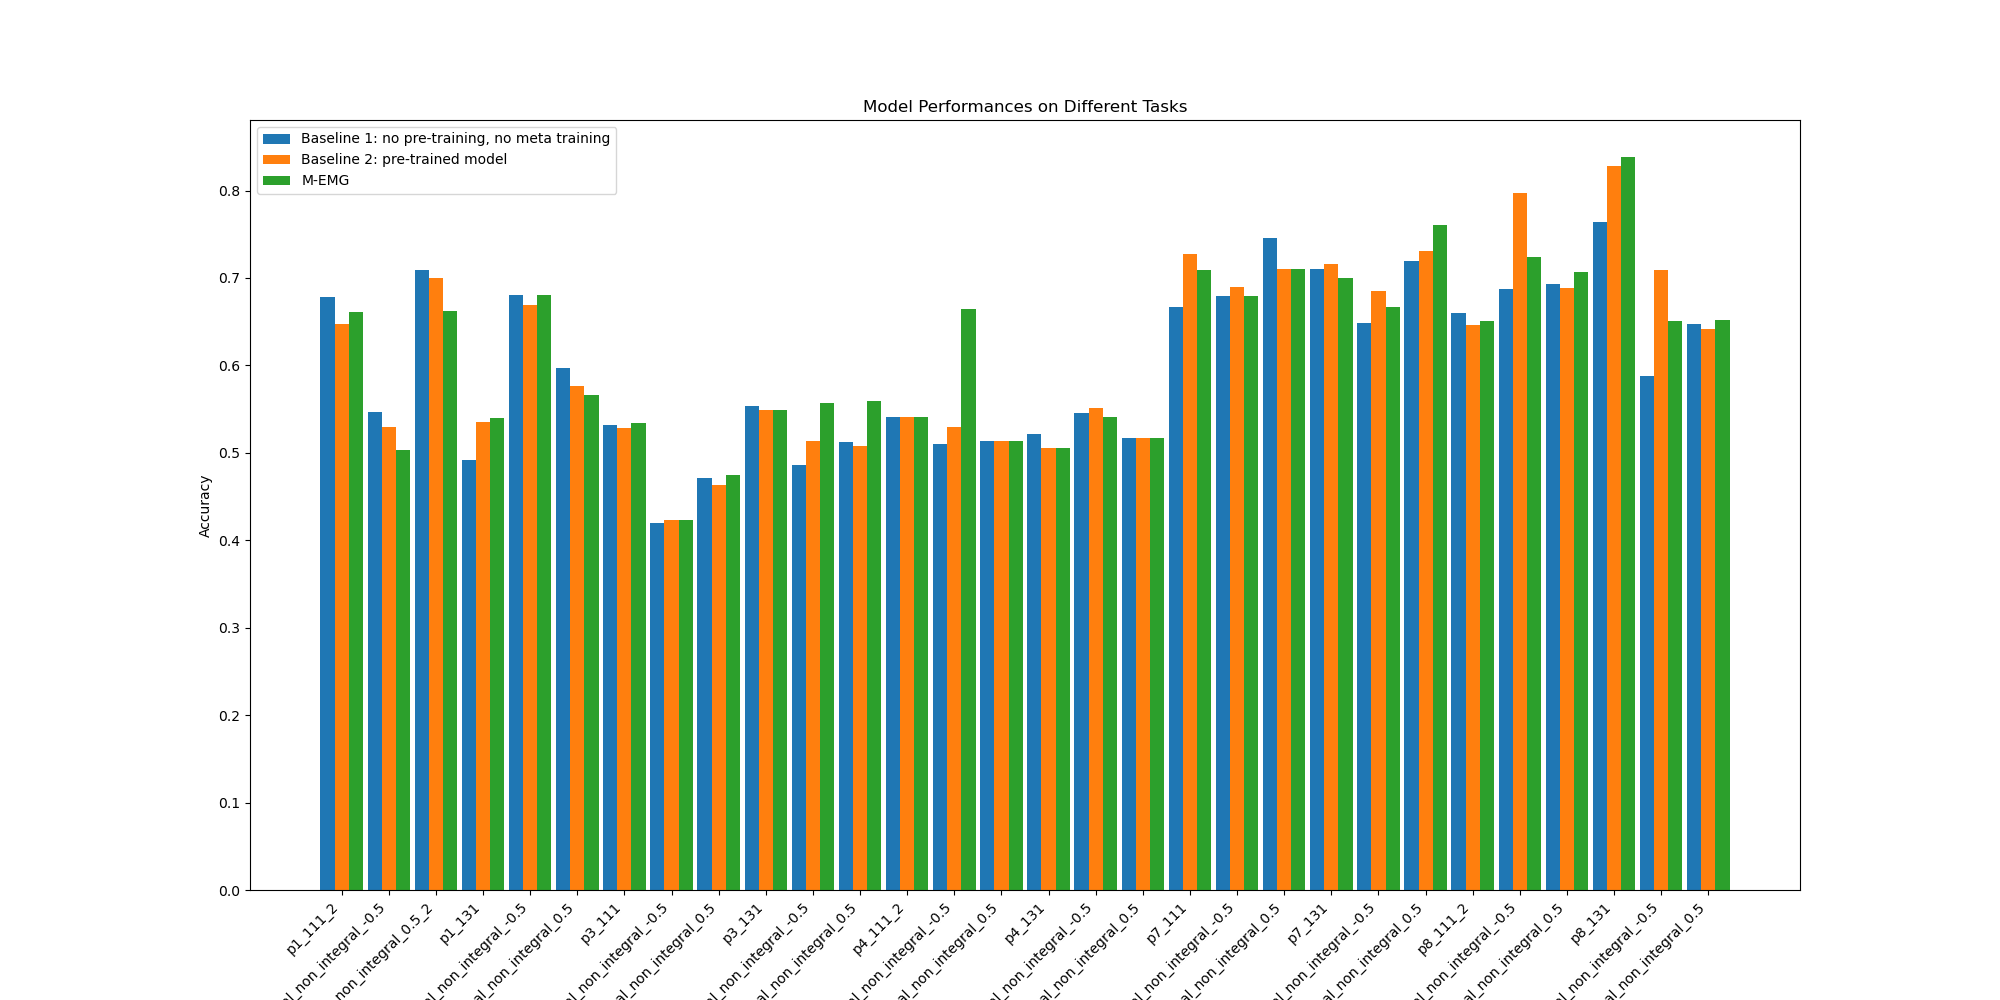 Model Performances on Different Tasks
Baseline 1: no pre-training, no meta training
Baseline 2: pre-trained model
M-EMG
Accuracy
0.8
0.7
0.6
0.5
0.4
0.3
0.2
0.1
0.0
p1_111_2
al_non_integral_-0.5
non_integral_0.5_2
p1_131
al_non_integral_-0.5
al_non_integral_0.5
p3_111
al_non_integral_-0.5
al_non_integral_0.5
p3_131
al_non_integral_-0.5
al_non_integral_0.5
p4_111_2
al_non_integral_-0.5
al_non_integral_0.5
p4_131
al_non_integral_-0.5
al_non_integral_0.5
p7_111
al_non_integral_-0.5
al_non_integral_0.5
p7_131
al_non_integral_-0.5
al_non_integral_0.5
p8_111_2
al_non_integral_-0.5
al_non_integral_0.5
p8_131
al_non_integral_-0.5
al_non_integral_0.5